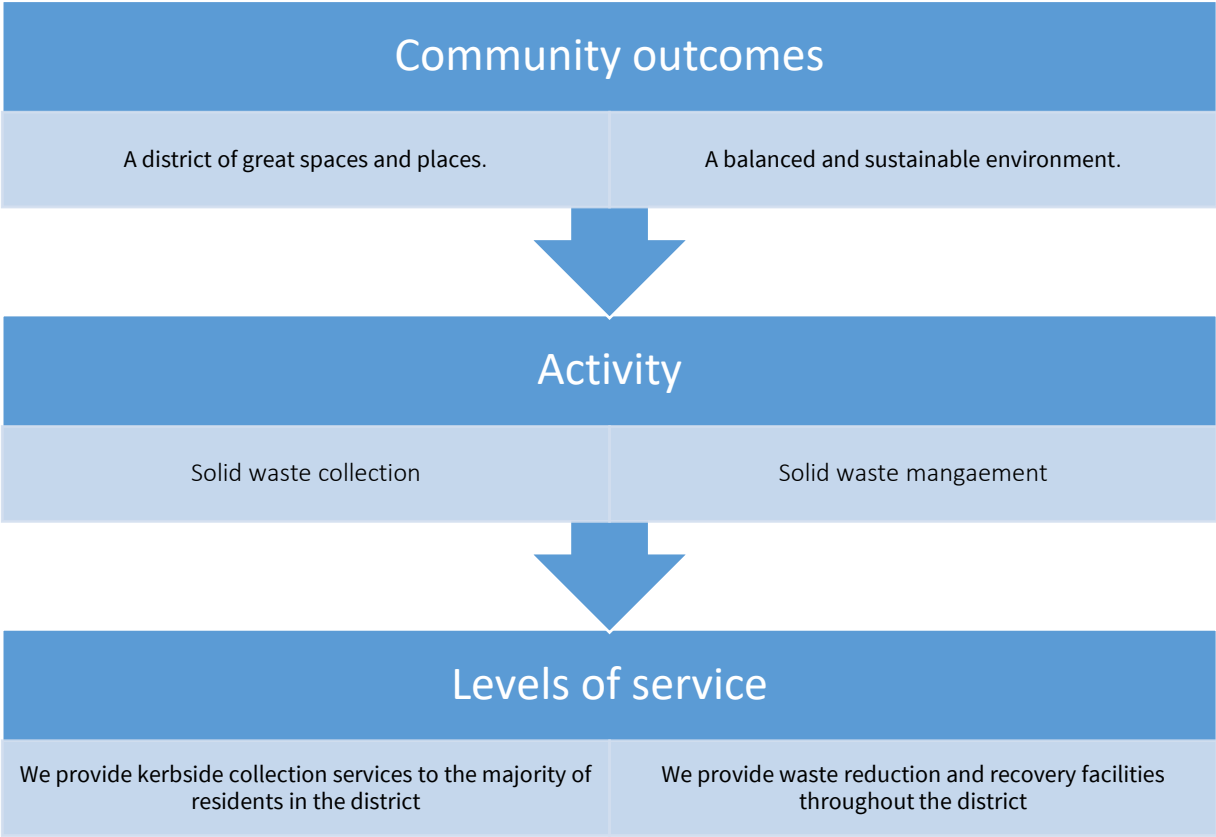 Community outcomes
A district of great spaces and places.
A balanced and sustainable environment.
Activity
Solid waste collection
Solid waste mangaement
Levels of service
We provide kerbside collection services to the majority of
residents in the district
We provide waste reduction and recovery facilities
throughout the district